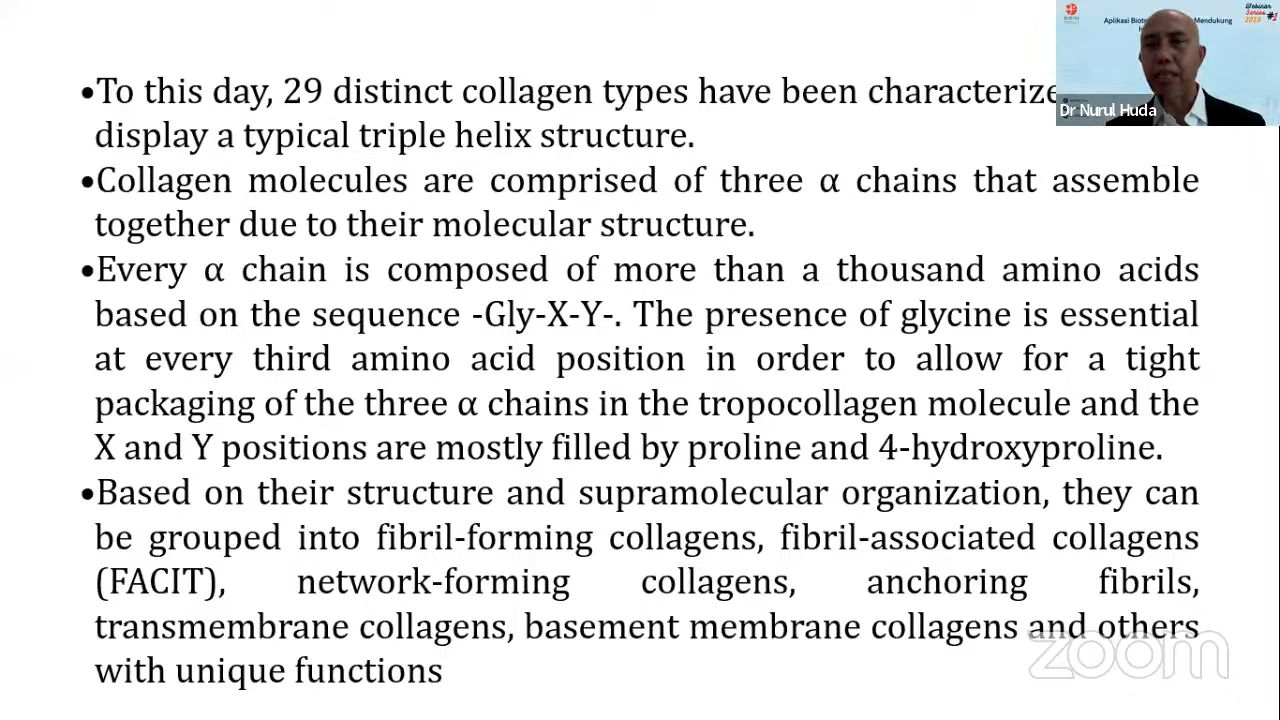 •To this day, 29 distinct collagen types have been characterize
display a typical triple helix structure.
•Collagen molecules are comprised of three α chains that assemble
together due to their molecular structure.
•Every α chain is composed of more than a thousand amino acids
based on the sequence -Gly-X-Y-. The presence of glycine is essential
at every third amino acid position in order to allow for a tight
packaging of the three α chains in the tropocollagen molecule and the
X and Y positions are mostly filled by proline and 4-hydroxyproline.
•Based on their structure and supramolecular organization, they can
be grouped into fibril-forming collagens, fibril-associated collagens
(FACIT), network-forming collagens, anchoring fibrils,
transmembrane collagens, basement membrane collagens and others
with unique functions
Webinar
Series
2023 #1
Aplikasi Mendukung
Dr Nurul Huda
zoom